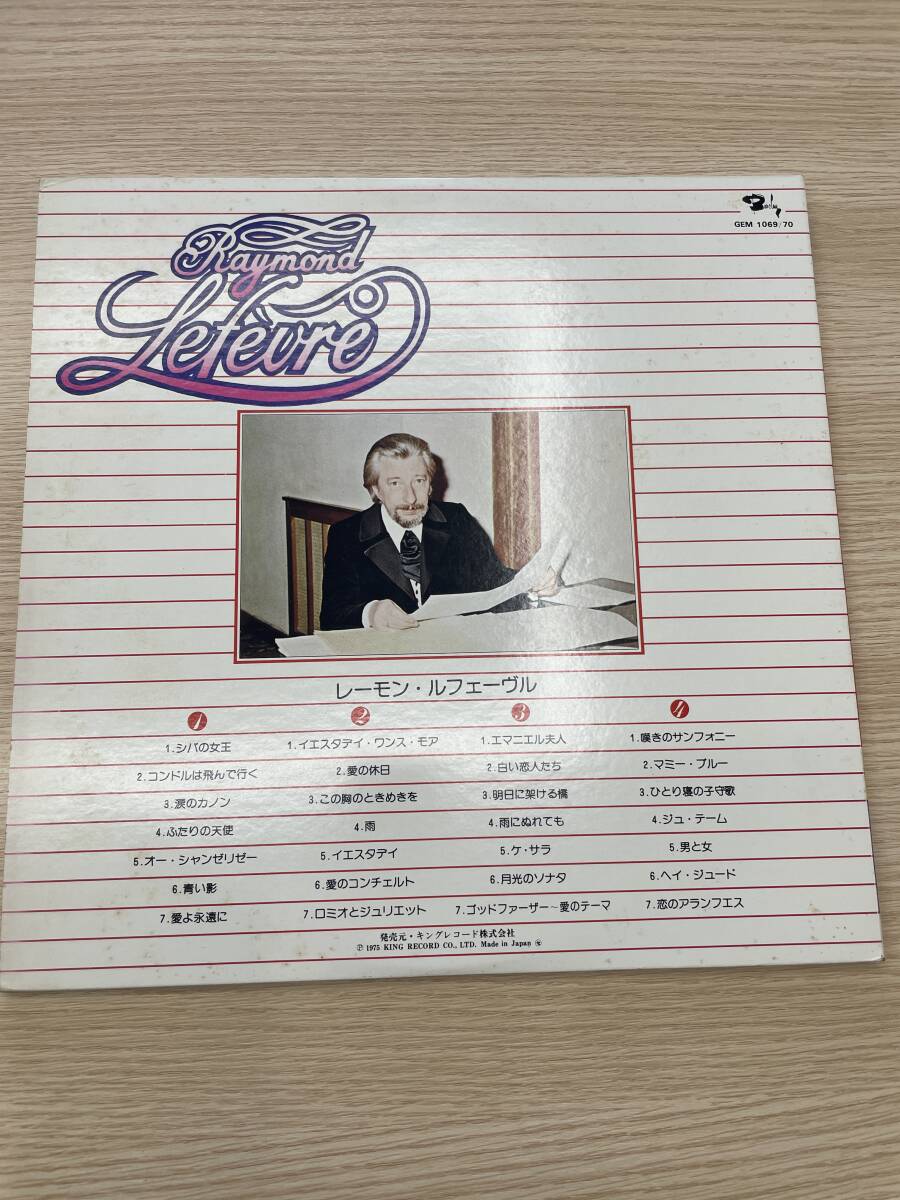 GEM 1069/70
Raymond
Lefèvre
レーモン・ルフェーヴル
1
1.シバの女王
2.コンドルは飛んで行く
3.涙のカノン
4.ふたりの天使
5.オー・シャンゼリゼー
6.青い影
7.愛よ永遠に
2
1.イエスタデイ・ワンス・モア
2.愛の休日
3.この胸のときめきを
4.雨
5.イエスタデイ
6.愛のコンチェルト
7.ロミオとジュリエット
3
1.エマニエル夫人
2.白い恋人たち
3.明日に架ける橋
4.雨にぬれても
5.ケ・サラ
6.月光のソナタ
7.ゴッドファーザー〜愛のテーマ
4
1.嘆きのサンフォニー
2.マミー・ブルー
3.ひとり寝の子守歌
4.ジュ・テーム
5.男と女
6.ヘイ・ジュード
7.恋のアランフエス
発売元・キングレコード株式会社
Ⓟ 1975 KING RECORD CO., LTD. Made in Japan